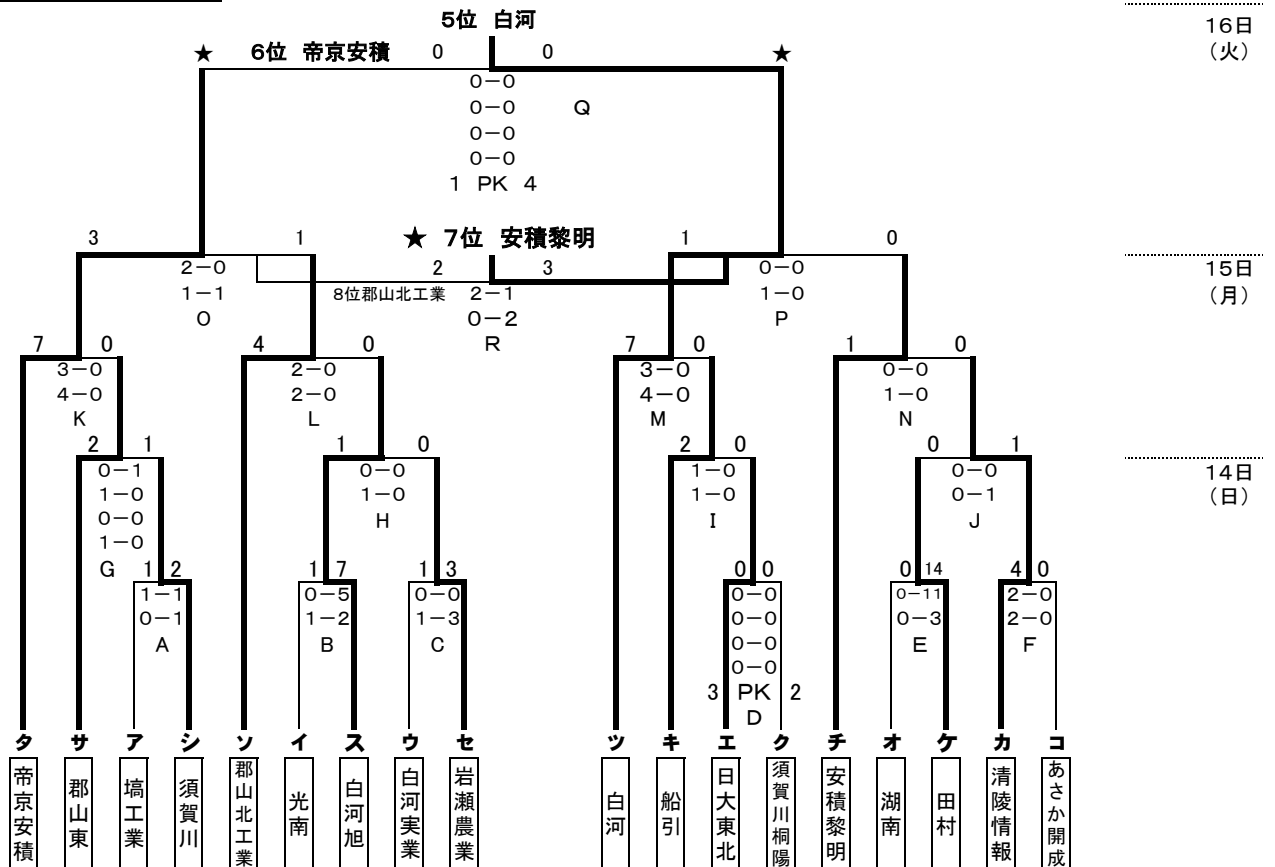 5位 白河
16日
（火）
★ 6位 帝京安積 0 0 ★
0－0
0－0 Q
0－0
0－0
1 PK 4
3 1 ★ 7位 安積黎明 1 0
2－0 2 3 0－0 15日
1－1 8位郡山北工業 2－1 1－0 （月）
O 0－2 P
R
7 0 4 0 7 0 1 0
3－0 2－0 3－0 0－0
4－0 2－0 4－0 1－0
K L M N
2 1 1 0 2 0 0 1
0－1 0－0 1－0 0－0 14日
1－0 1－0 1－0 0－1 （日）
0－0 H I J
1－0
G 1 2 1 7 1 3 0 0 0 14 4 0
1－1 0－5 0－0 0－0 0－11 2－0
0－1 1－2 1－3 0－0 0－3 2－0
A B C 0－0 E F
0－0
3 PK 2
D
タ サ ア シ ソ イ ス ウ セ ツ キ エ ク チ オ ケ カ コ
帝京安積
郡山東
塙工業
須賀川
郡山北工業
光南
白河旭
白河実業
岩瀬農業
白河
船引
日大東北
須賀川桐陽
安積黎明
湖南
田村
清陵情報
あさか開成